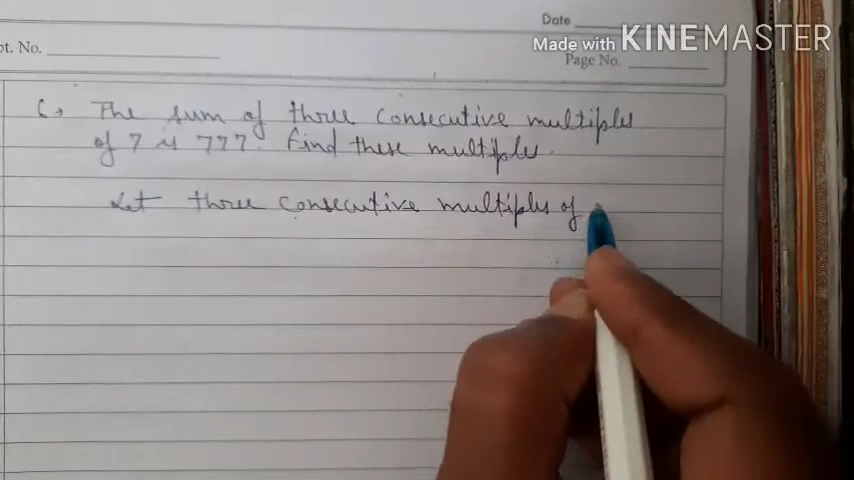 Date
Made with KINEMASTER
pt. No.
Page No.
The sum of three consecutive multiples
of 7 is 777. Find these multiples.
Let three consecutive multiples of